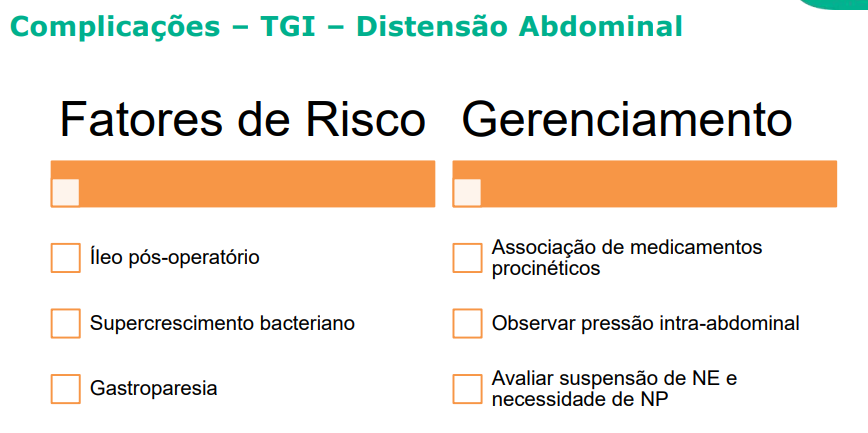 Complicações – TGI – Distensão Abdominal
Fatores de Risco
Íleo pós-operatório
Supercrescimento bacteriano
Gastroparesia
Gerenciamento
Associação de medicamentos
procinéticos
Observar pressão intra-abdominal
Avaliar suspensão de NE e
necessidade de NP